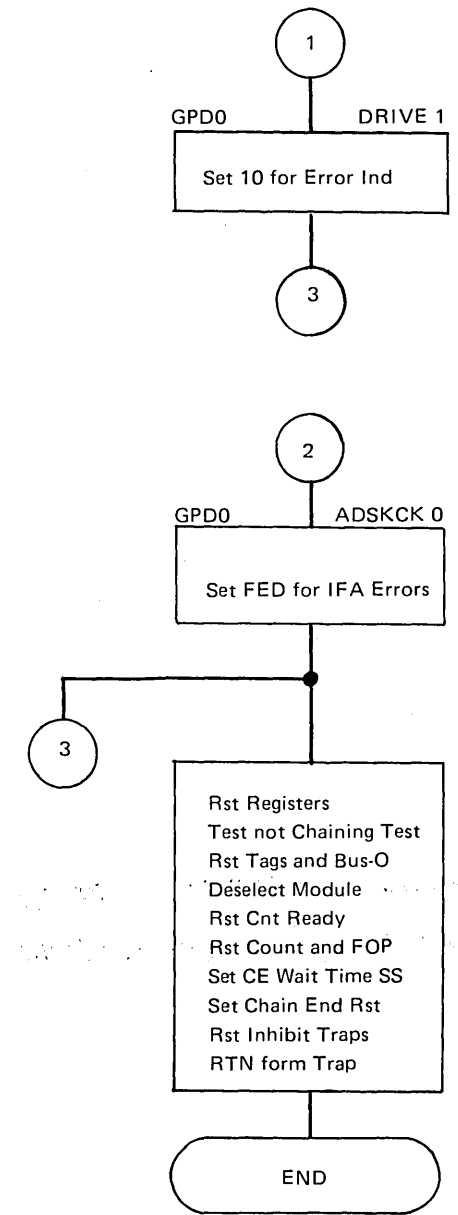 1
GPD0 DRIVE 1
Set 10 for Error Ind
3
2
GPD0 ADSKCK 0
Set FED for IFA Errors
3
Rst Registers
Test not Chaining Test
Rst Tags and Bus-O
Deselect Module
Rst Cnt Ready
Rst Count and FOP
Set CE Wait Time SS
Set Chain End Rst
Rst Inhibit Traps
RTN form Trap
END